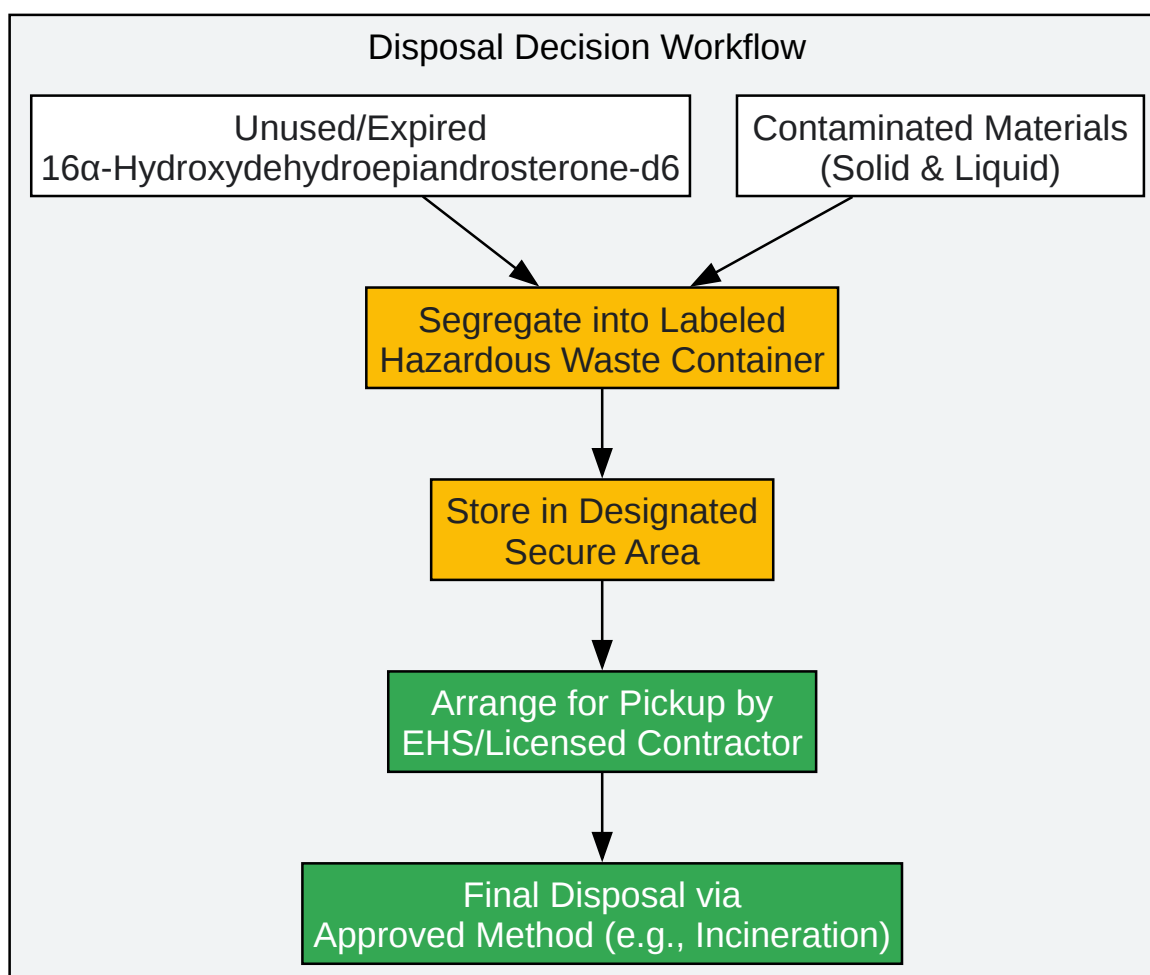 Disposal Decision Workflow
Unused/Expired
16α-Hydroxydehydroepiandrosterone-d6
Contaminated Materials
(Solid & Liquid)
Segregate into Labeled
Hazardous Waste Container
Store in Designated
Secure Area
Arrange for Pickup by
EHS/Licensed Contractor
Final Disposal via
Approved Method (e.g., Incineration)